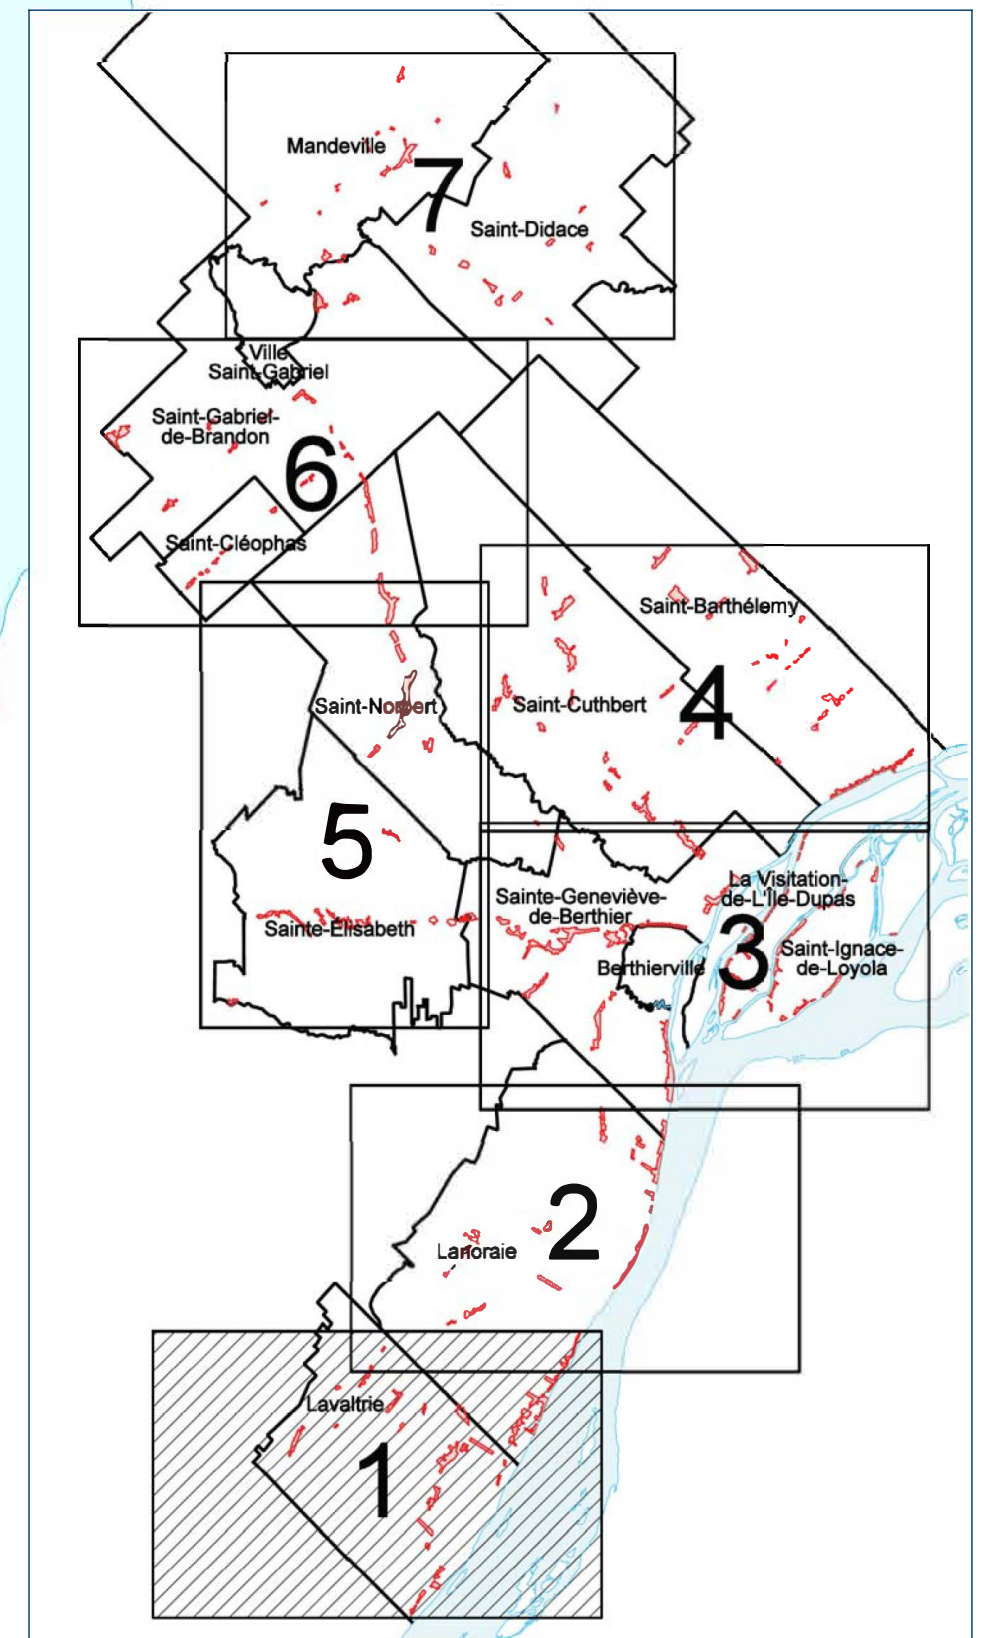 Mandeville
7
Saint-Didace
Ville
Saint-Gabriel
Saint-Gabriel-
de-Brandon
6
Saint-Cléophas
Saint-Barthélemy
4
Saint-Cuthbert
Saint-Norbert
5
Sainte-Élisabeth
Sainte-Geneviève-
de-Berthier
La Visitation-
de-L'Île-Dupas
3
Saint-Ignace-
de-Loyola
Berthierville
2
Lanoraie
Lavaltrie
1